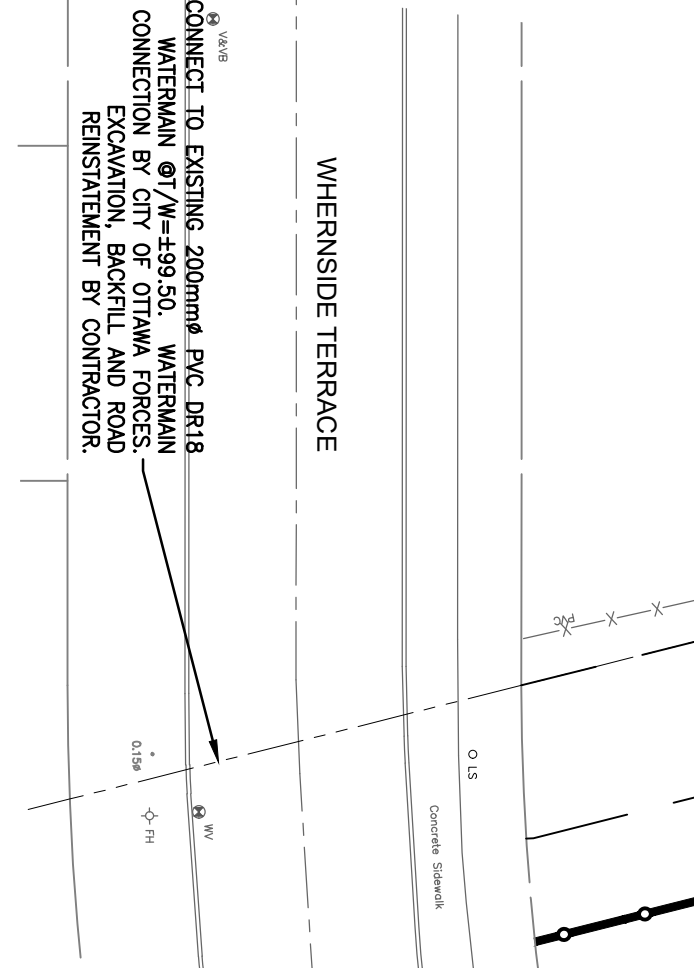 CONNECT TO EXISTING 200mmø PVC DR18
WATERMAIN @T/W=±99.50. WATERMAIN
CONNECTION BY CITY OF OTTAWA FORCES.
EXCAVATION, BACKFILL AND ROAD
REINSTATEMENT BY CONTRACTOR.
V&VB
WHERNSIDE TERRACE
LS
Concrete Sidewalk
WV
FH
0.15ø